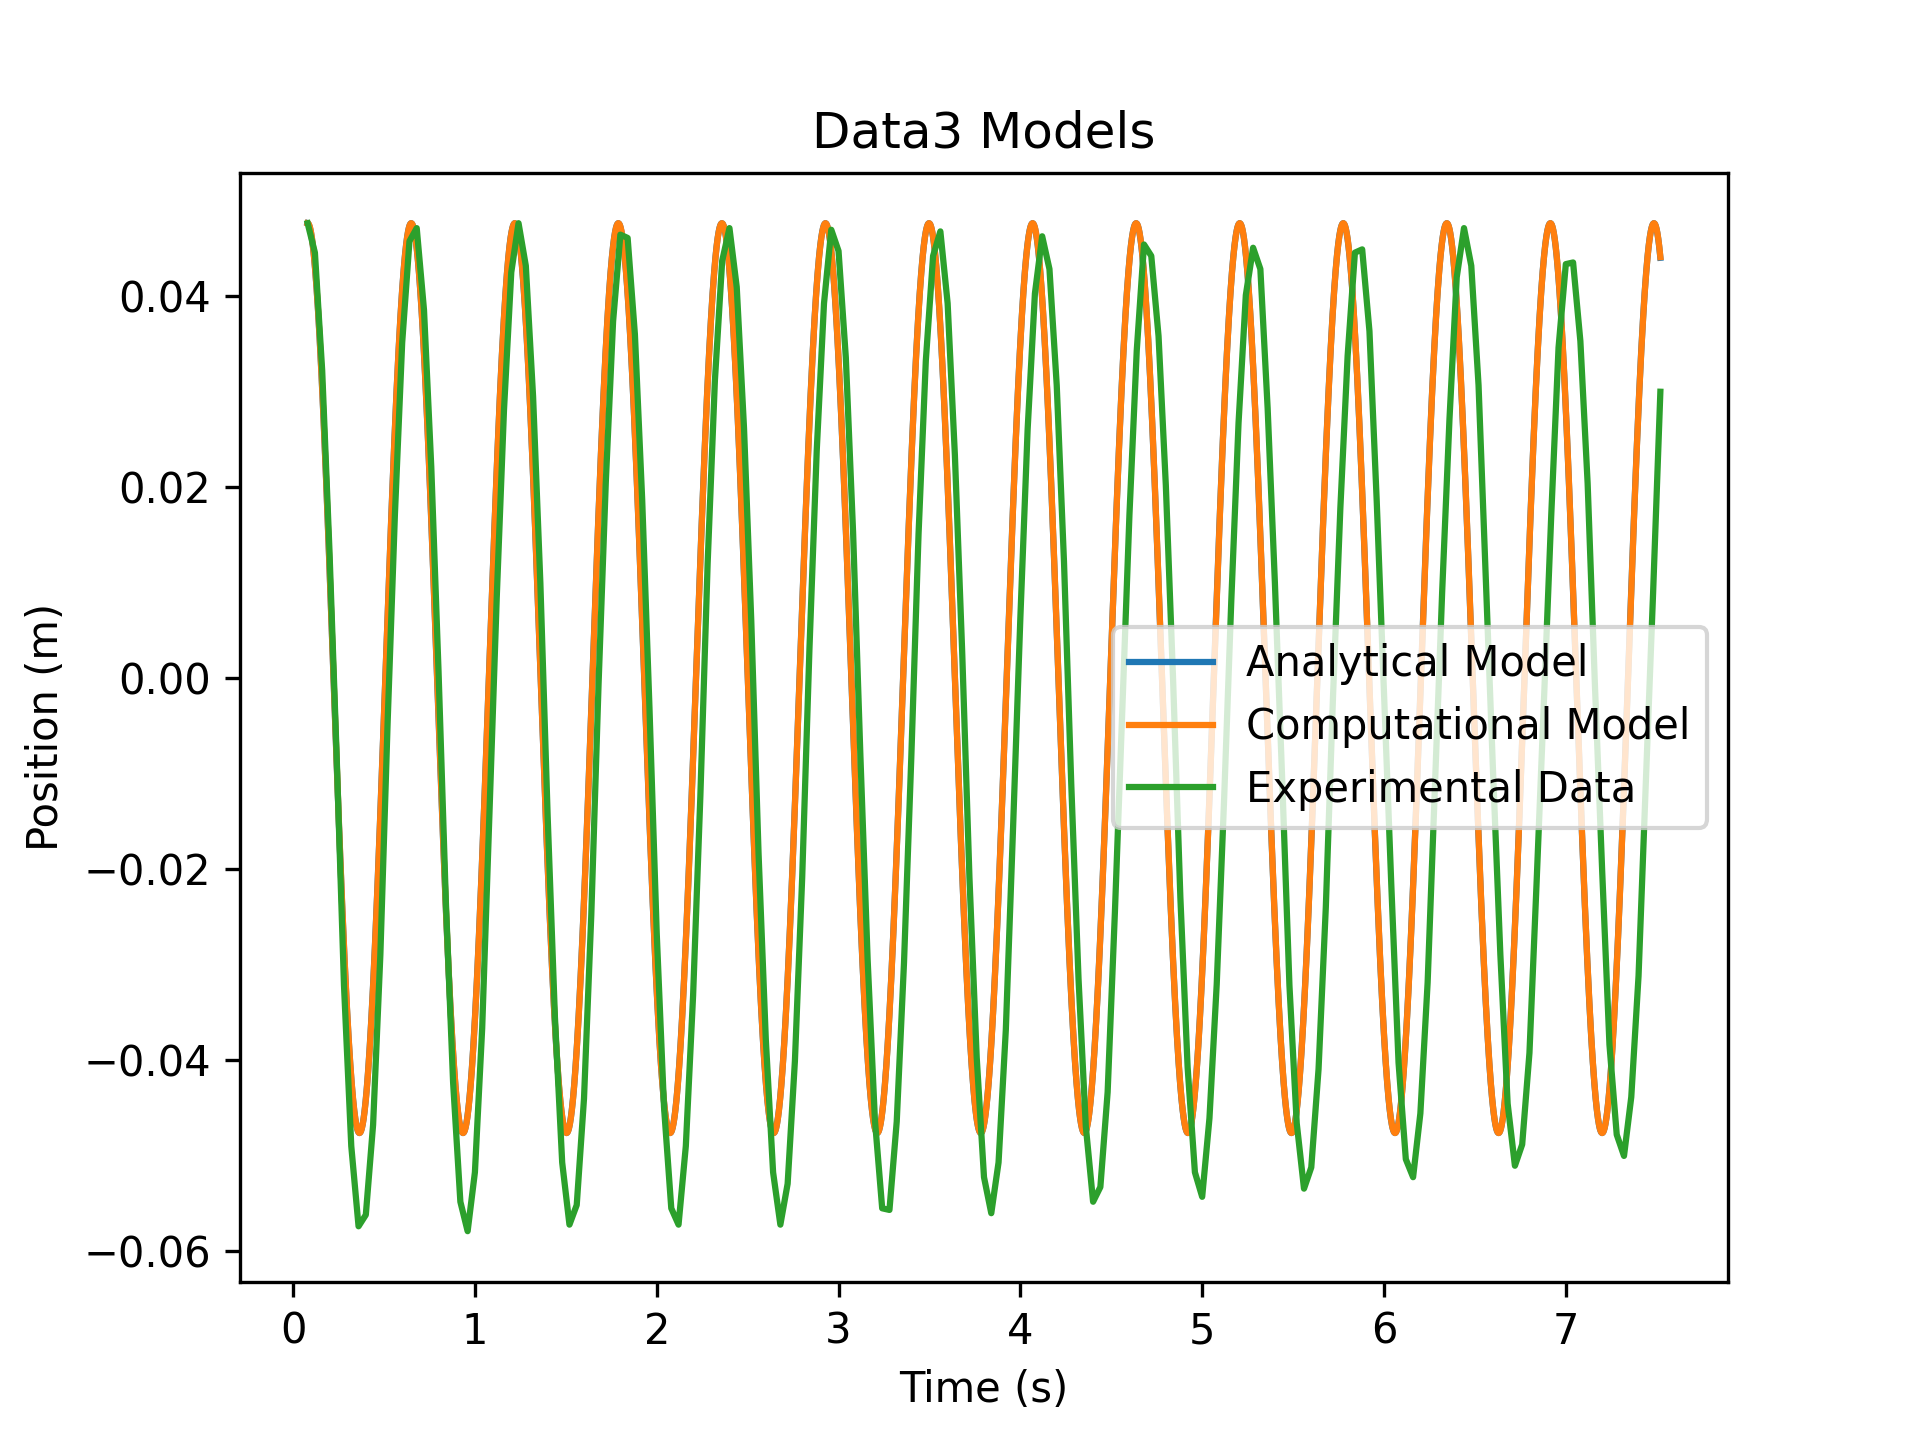 Data3 Models
0.04
0.02
0.00
−0.02
−0.04
−0.06
Position (m)
Analytical Model
Computational Model
Experimental Data
0 1 2 3 4 5 6 7
Time (s)